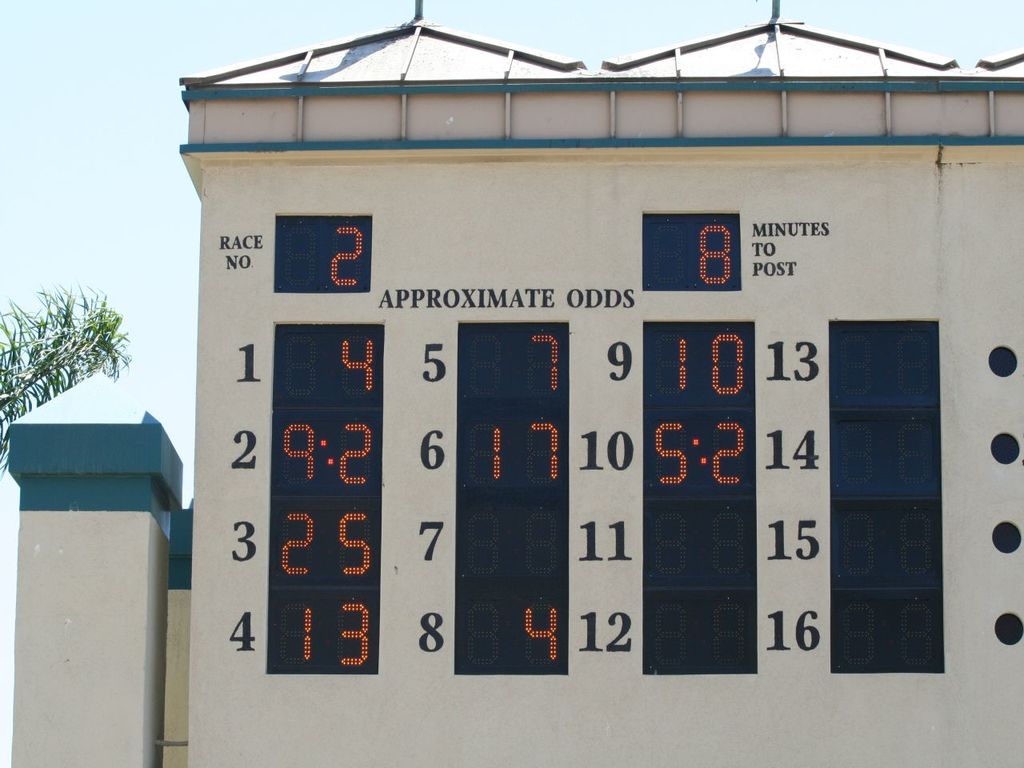 RACE NO. 2
8 MINUTES TO POST
APPROXIMATE ODDS
1 4 5 7 9 10 13
2 9:2 6 17 10 5:2 14
3 25 7 11 15
4 13 8 4 12 16